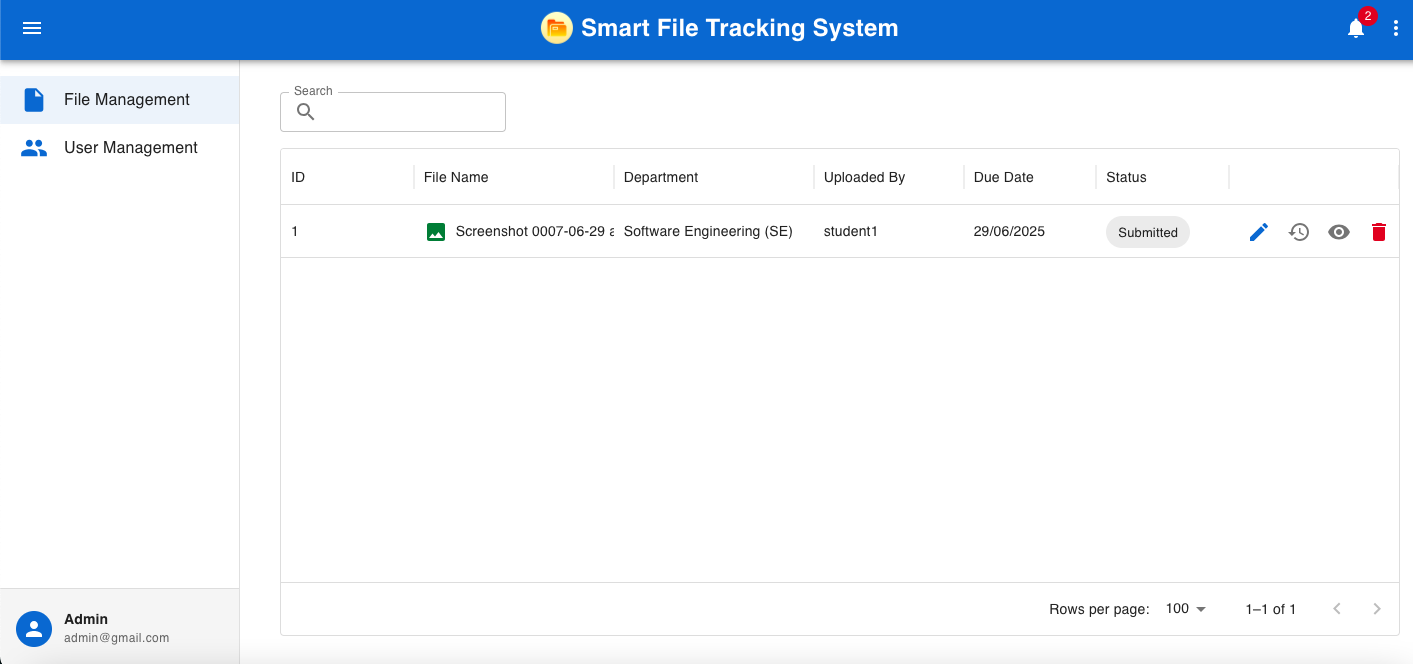 Smart File Tracking System
2
File Management
User Management
Search
ID File Name Department Uploaded By Due Date Status
1 Screenshot 0007-06-29 Software Engineering (SE) student1 29/06/2025 Submitted
Rows per page: 100 1–1 of 1
Admin
admin@gmail.com